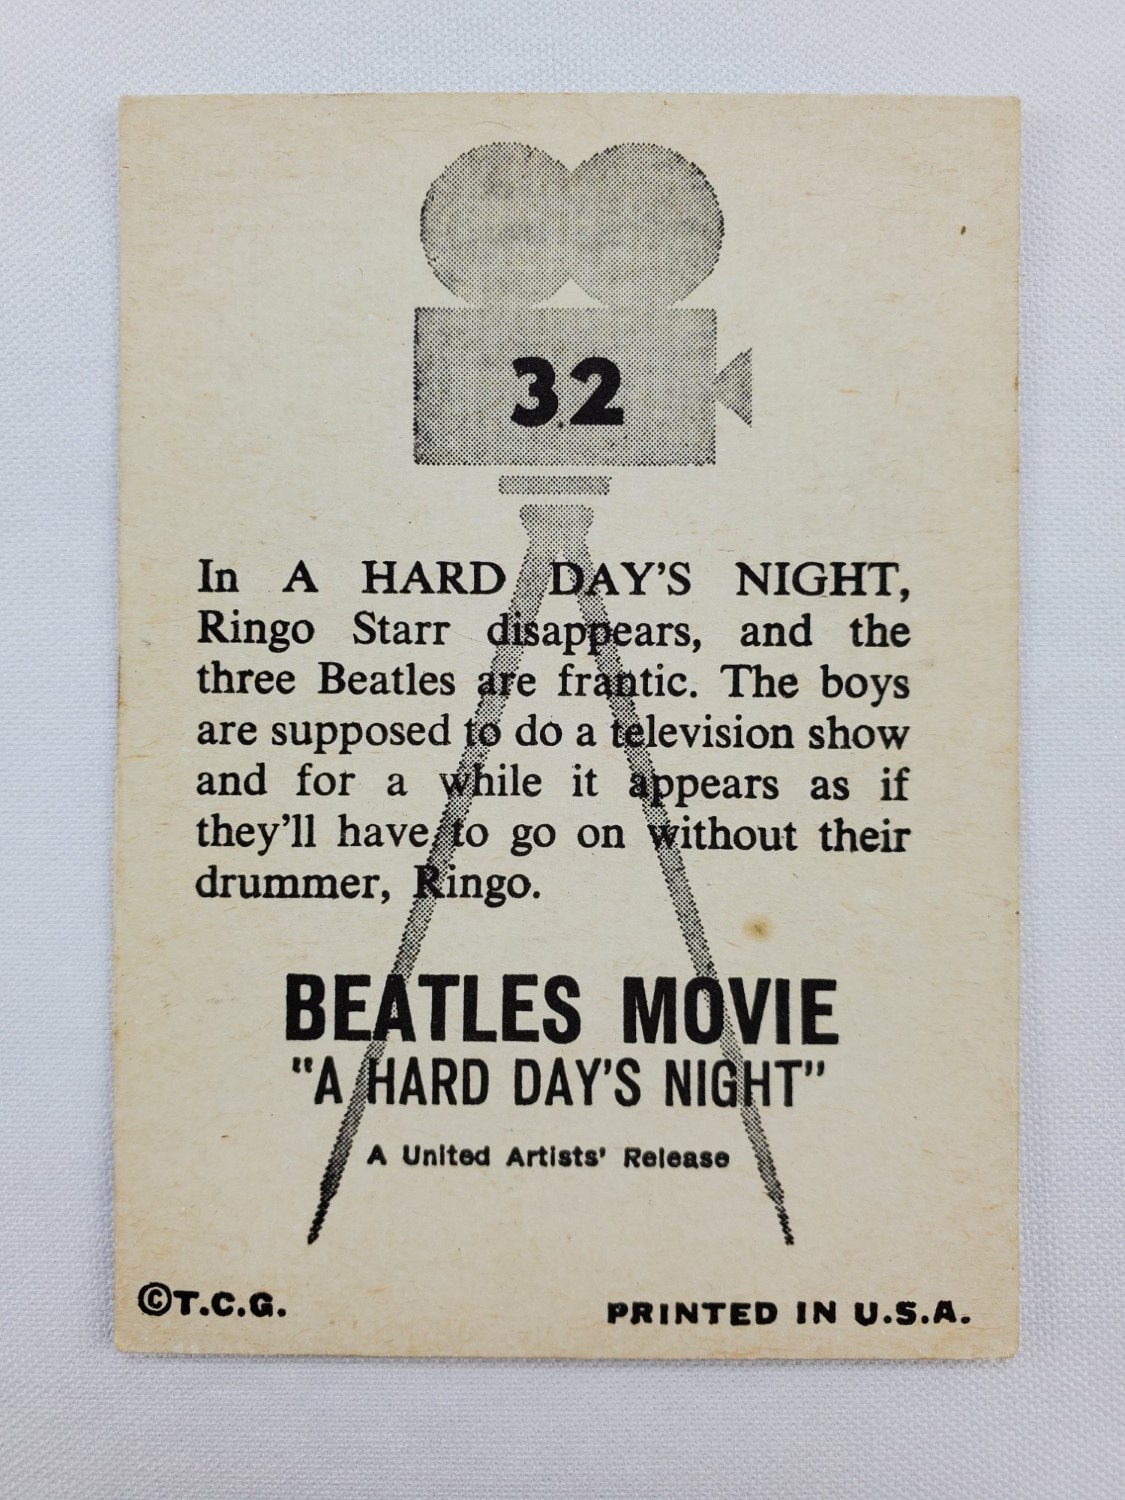 32
In A HARD DAY'S NIGHT,
Ringo Starr disappears, and the
three Beatles are frantic. The boys
are supposed to do a television show
and for a while it appears as if
they'll have to go on without their
drummer, Ringo.
BEATLES MOVIE
"A HARD DAY'S NIGHT"
A United Artists' Release
©T.C.G.
PRINTED IN U.S.A.